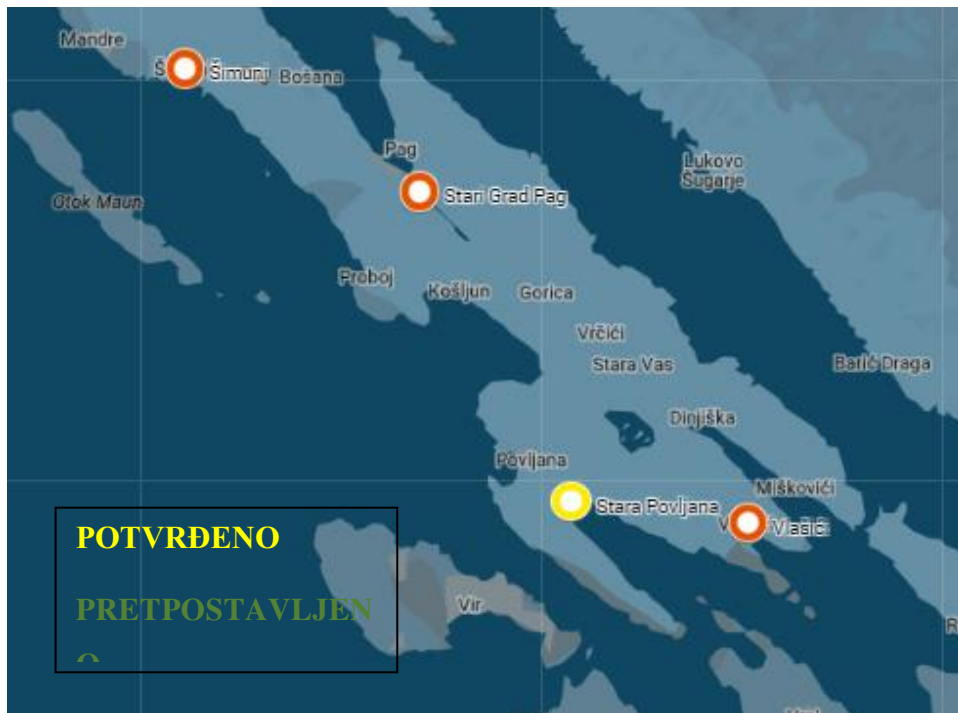 Mandre
Šimunj
Bošana
Pag
Stari Grad Pag
Lukovo
Šugarje
Otok Maun
Proboj
Košljun
Gorica
Vrčići
Stara Vas
Barić Draga
Dinjiška
Povljana
Miškovići
Stara Povljana
Vlašići
POTVRĐENO
PRETPOSTAVLJEN
O
Vir